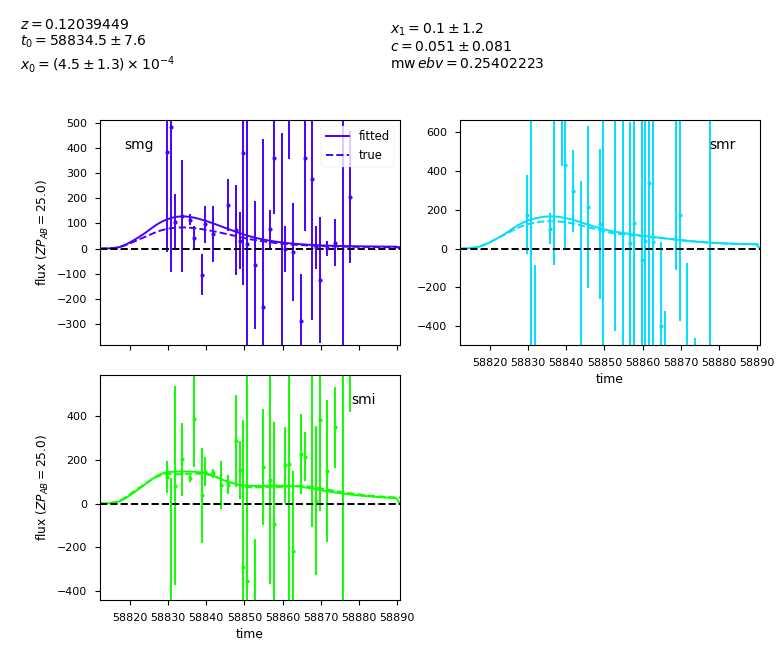 z = 0.12039449
t₀ = 58834.5 ± 7.6
x₀ = (4.5 ± 1.3) × 10⁻⁴
x₁ = 0.1 ± 1.2
c = 0.051 ± 0.081
mw ebv = 0.25402223
smg
fitted
true
500
400
300
200
100
0
−100
−200
−300
flux (ZP_AB = 25.0)
smr
600
400
200
0
−200
−400
58820 58830 58840 58850 58860 58870 58880 58890
time
smi
400
200
0
−200
−400
flux (ZP_AB = 25.0)
58820 58830 58840 58850 58860 58870 58880 58890
time